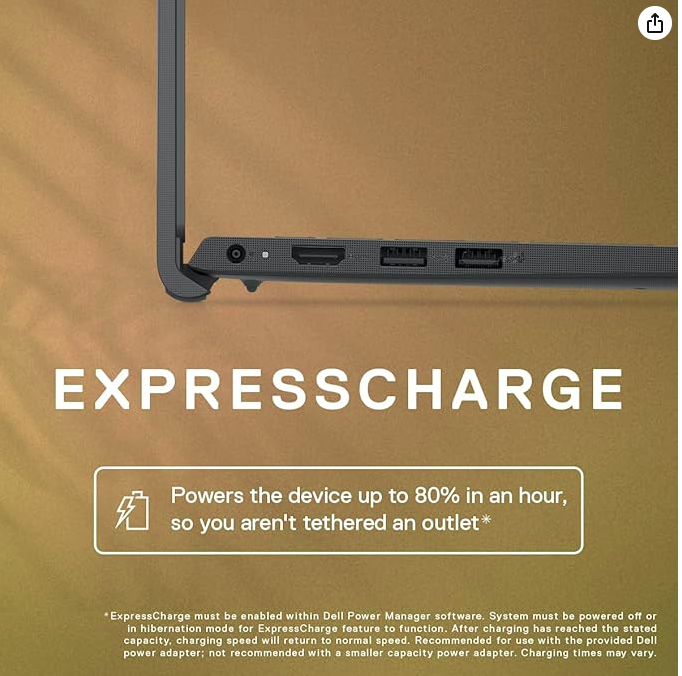 EXPRESSCHARGE
Powers the device up to 80% in an hour,
so you aren't tethered an outlet*
*ExpressCharge must be enabled within Dell Power Manager software. System must be powered off or
in hibernation mode for ExpressCharge feature to function. After charging has reached the stated
capacity, charging speed will return to normal speed. Recommended for use with the provided Dell
power adapter; not recommended with a smaller capacity power adapter. Charging times may vary.